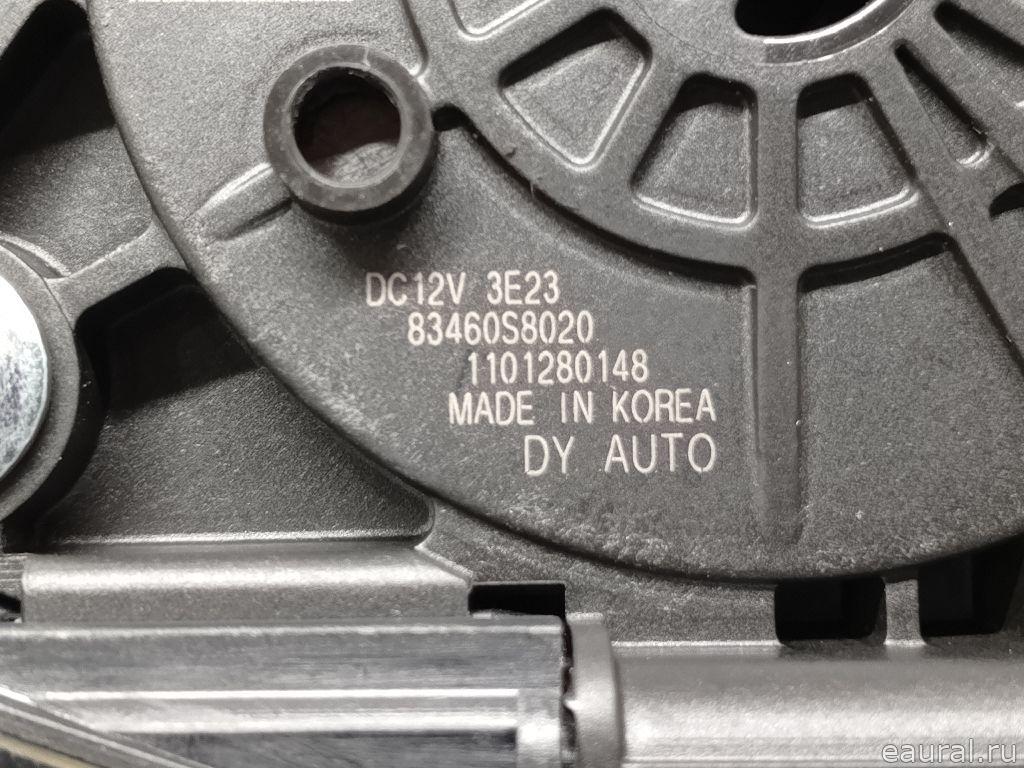 DC12V 3E23
83460S8020
1101280148
MADE IN KOREA
DY AUTO
eaural.ru